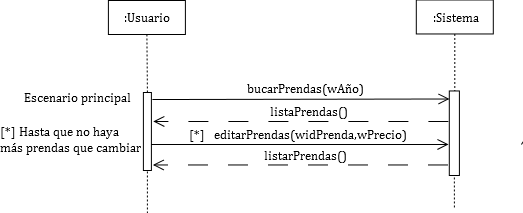 :Usuario
:Sistema
bucarPrendas(wAño)
Escenario principal
listaPrendas()
[*] Hasta que no haya
[*] editarPrendas(widPrenda,wPrecio)
más prendas que cambiar
listarPrendas()